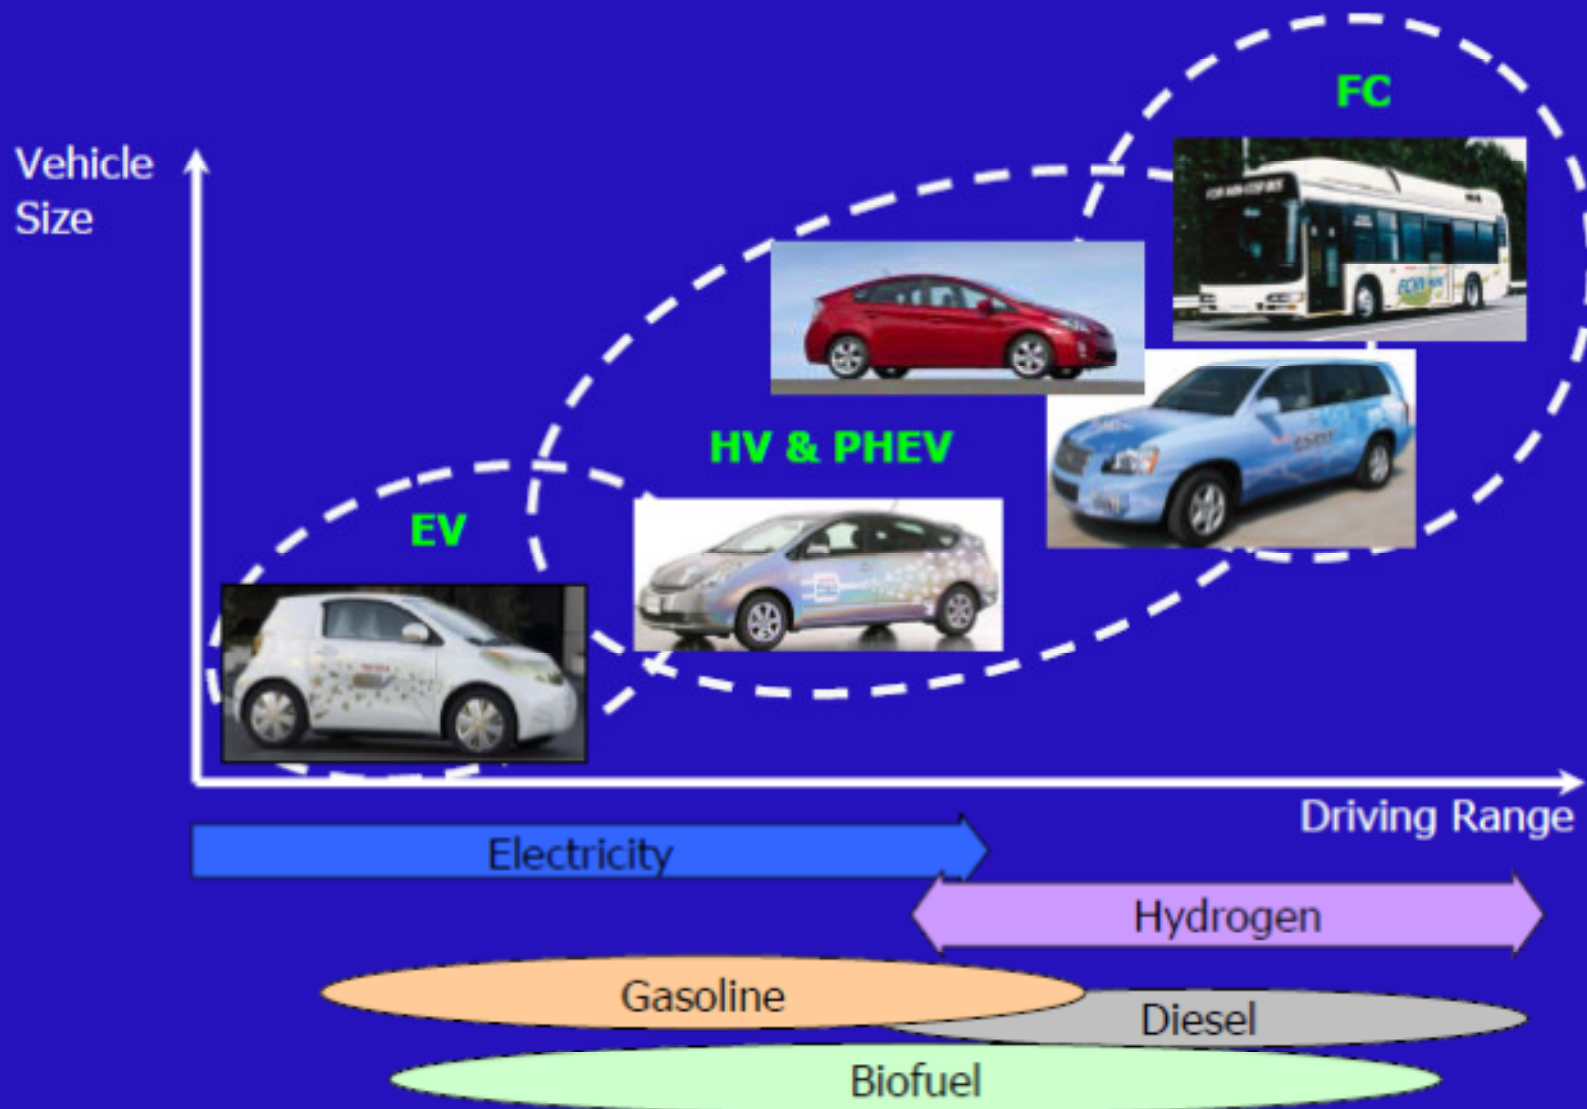 FC
Vehicle
Size
HV & PHEV
EV
Driving Range
Electricity
Hydrogen
Gasoline
Diesel
Biofuel